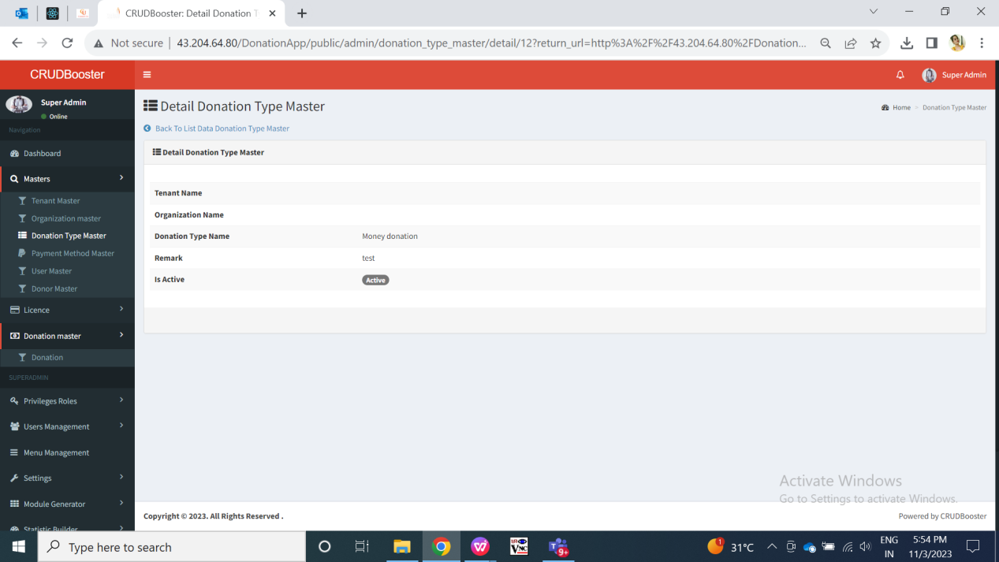 CRUDBooster: Detail Donation T
Not secure
43.204.64.80/DonationApp/public/admin/donation_type_master/detail/12?return_url=http%3A%2F%2F43.204.64.80%2FDonation...
CRUDBooster
Super Admin
Super Admin
Online
Detail Donation Type Master
Home
Donation Type Master
Navigation
Back To List Data Donation Type Master
Dashboard
Detail Donation Type Master
Masters
Tenant Master
Organization master
Donation Type Master
Payment Method Master
User Master
Donor Master
Licence
Donation master
Donation
SUPERADMIN
Privileges Roles
Users Management
Menu Management
Settings
Module Generator
Statistic Builder
Tenant Name
Organization Name
Donation Type Name Money donation
Remark test
Is Active Active
Activate Windows
Go to Settings to activate Windows.
Copyright © 2023. All Rights Reserved .
Powered by CRUDBooster
Type here to search
9+
1
31°C
ENG
IN
5:54 PM
11/3/2023